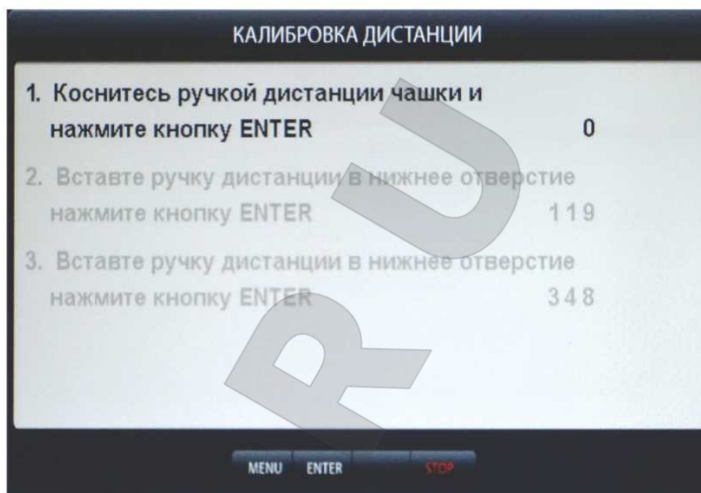 КАЛИБРОВКА ДИСТАНЦИИ
1. Коснитесь ручкой дистанции чашки и
нажмите кнопку ENTER 0
2. Вставте ручку дистанции в нижнее отверстие
нажмите кнопку ENTER 119
3. Вставте ручку дистанции в нижнее отверстие
нажмите кнопку ENTER 348
MENU ENTER STOP
RU